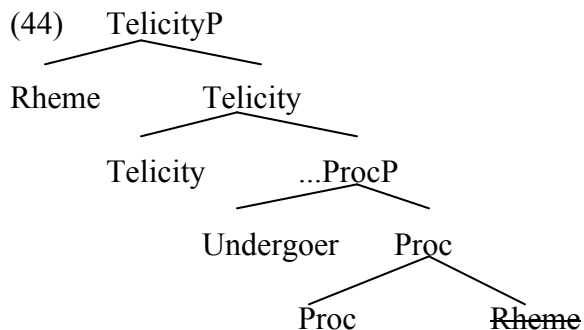 (44) TelicityP
Rheme Telicity
Telicity ...ProcP
Undergoer Proc
Proc Rheme